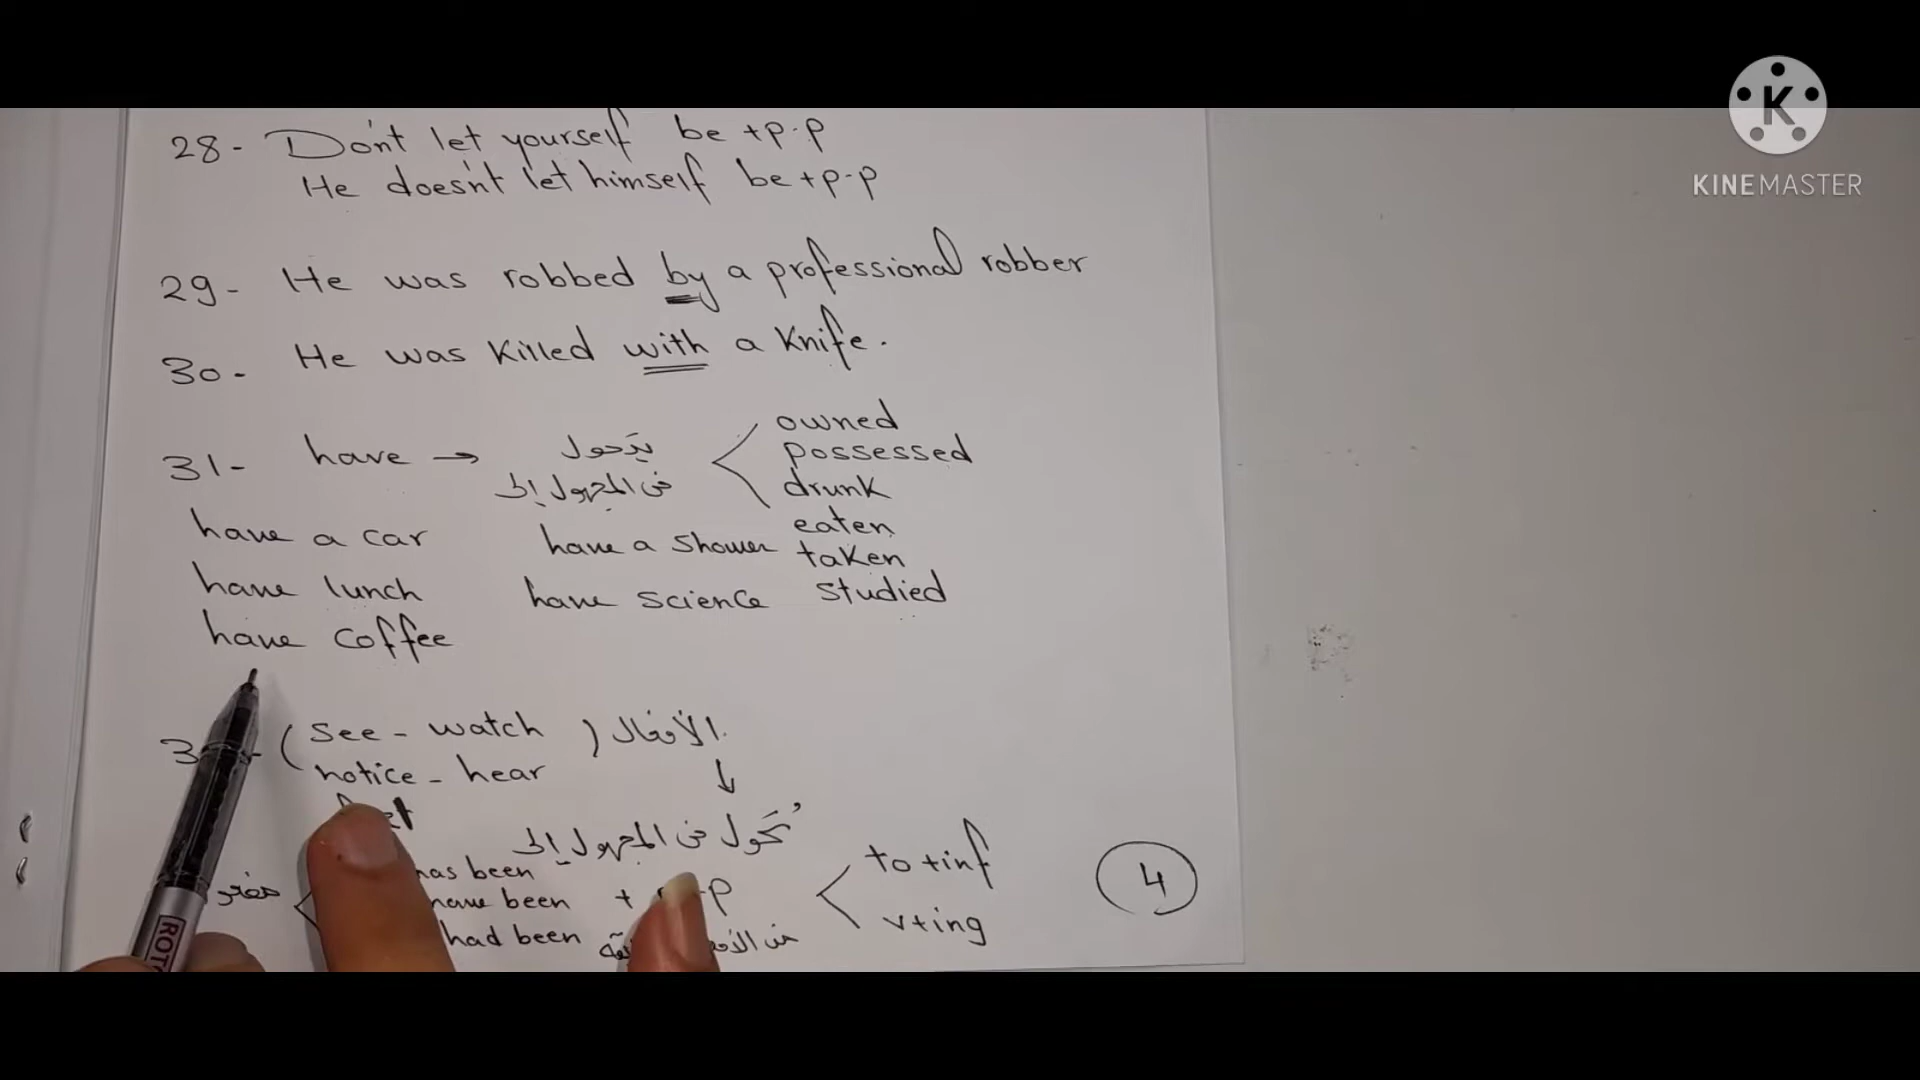 K
KINEMASTER
28- Don't let yourself be +p.p
He doesn't let himself be +p.p
29- He was robbed by a professional robber
30- He was killed with a knife.
31- have → يتحول
في المجهول إلى
owned
possessed
drunk
eaten
taken
studied
have a car
have a shower
have lunch
have science
have coffee
(see - watch
notice - hear
) الأفعال
↓
تُحول في المجهول إلى
has been
have been +
had been
to +inf
v+ing
4
ROTO